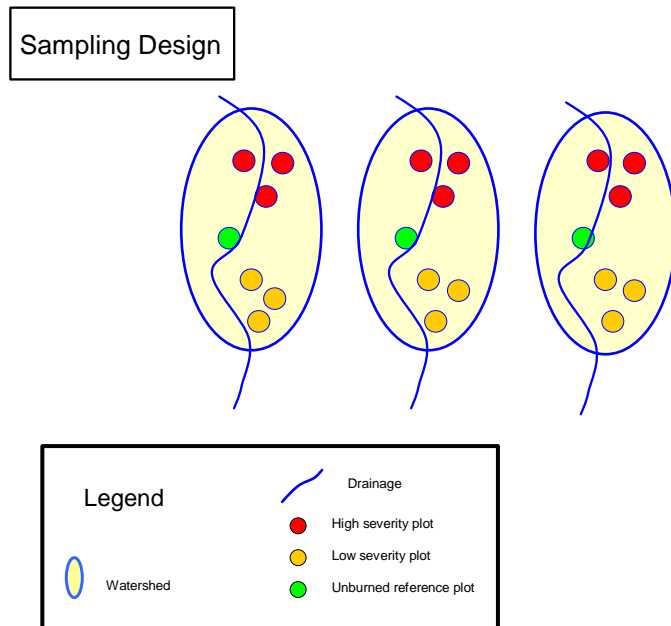 Sampling Design
Legend
Watershed
Drainage
High severity plot
Low severity plot
Unburned reference plot